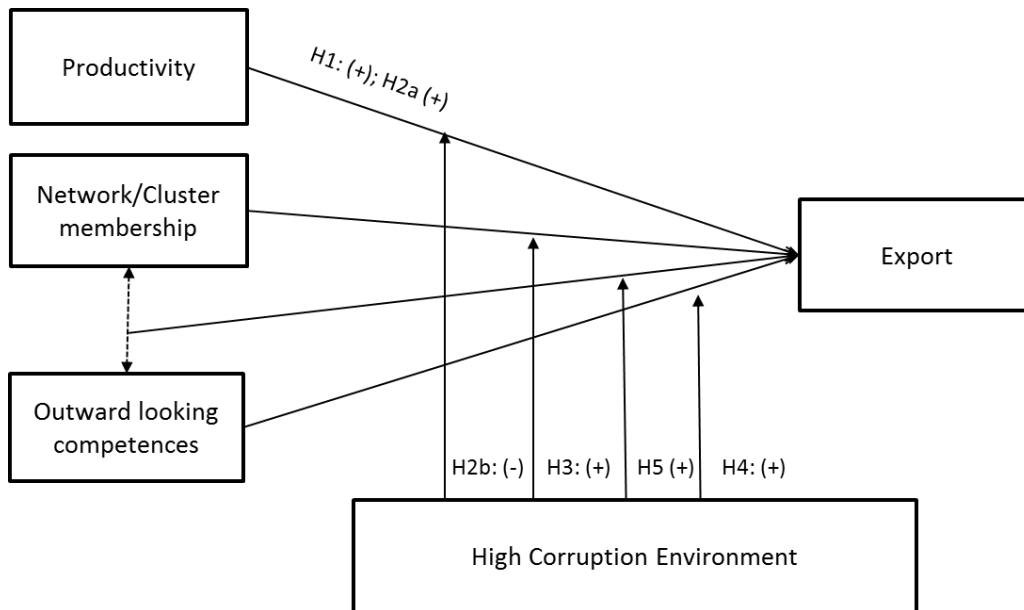 Productivity
H1: (+); H2a (+)
Network/Cluster
membership
Export
Outward looking
competences
H2b: (-)
H3: (+)
H5 (+)
H4: (+)
High Corruption Environment